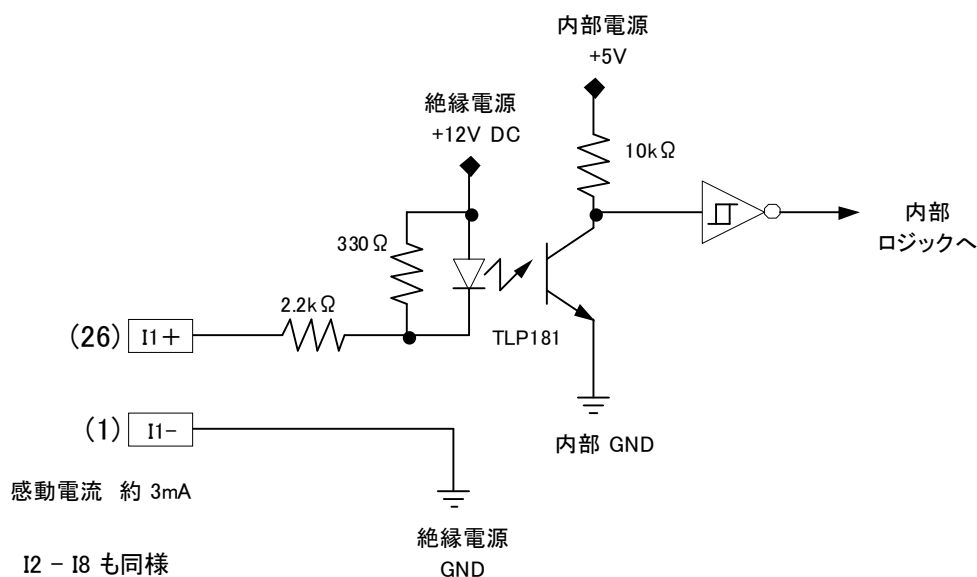 内部電源
+5V
絶縁電源
+12V DC
10kΩ
330Ω
2.2kΩ
内部
ロジックへ
(26) I1+
TLP181
(1) I1-
内部 GND
感動電流 約 3mA
絶縁電源
GND
I2 - I8 も同様